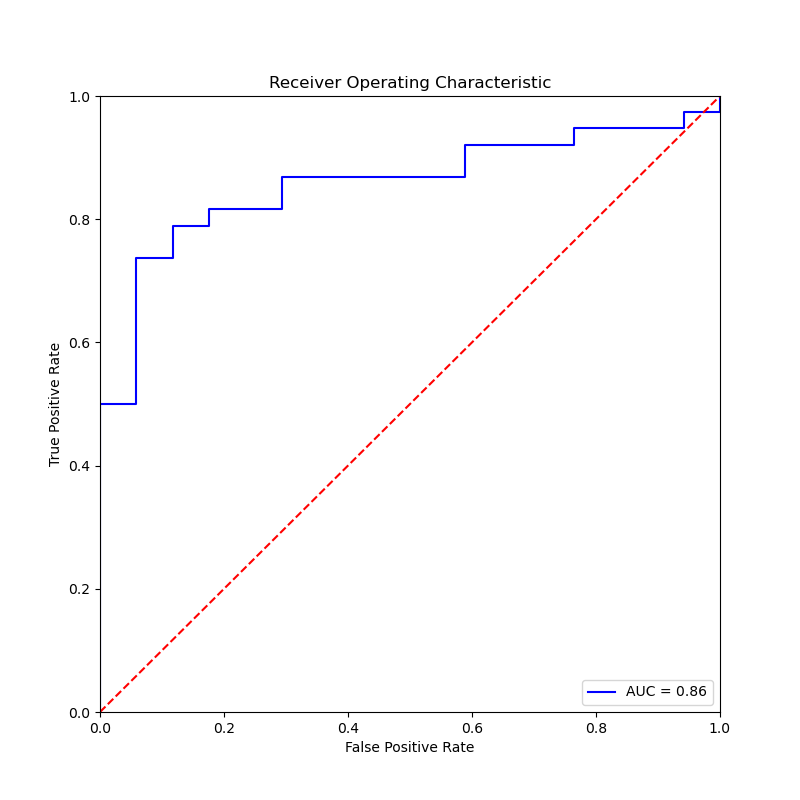 Receiver Operating Characteristic
1.0
0.8
0.6
0.4
0.2
0.0
True Positive Rate
AUC = 0.86
0.0 0.2 0.4 0.6 0.8 1.0
False Positive Rate